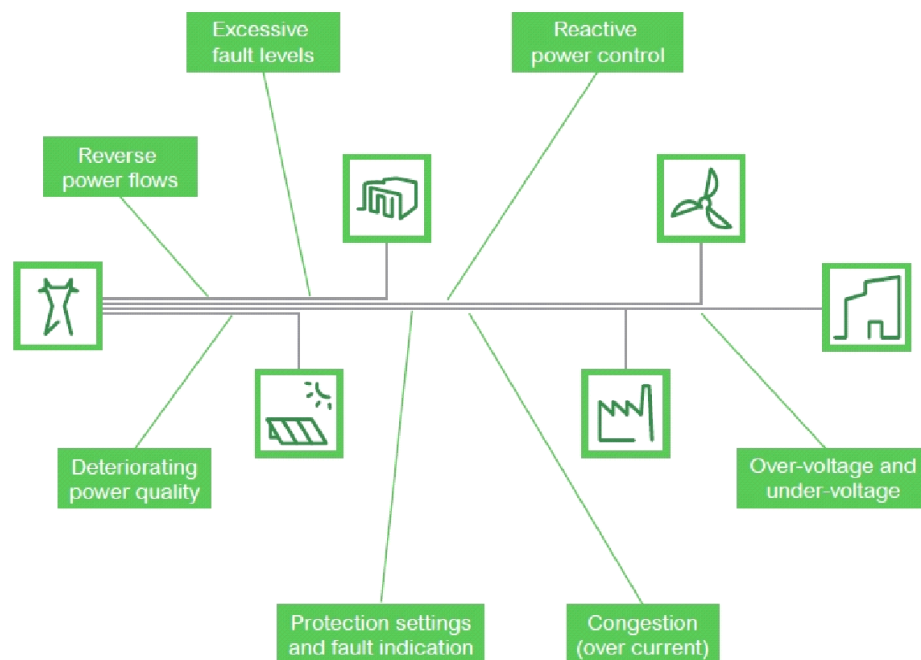 Excessive
fault levels
Reactive
power control
Reverse
power flows
Deteriorating
power quality
Over-voltage and
under-voltage
Protection settings
and fault indication
Congestion
(over current)